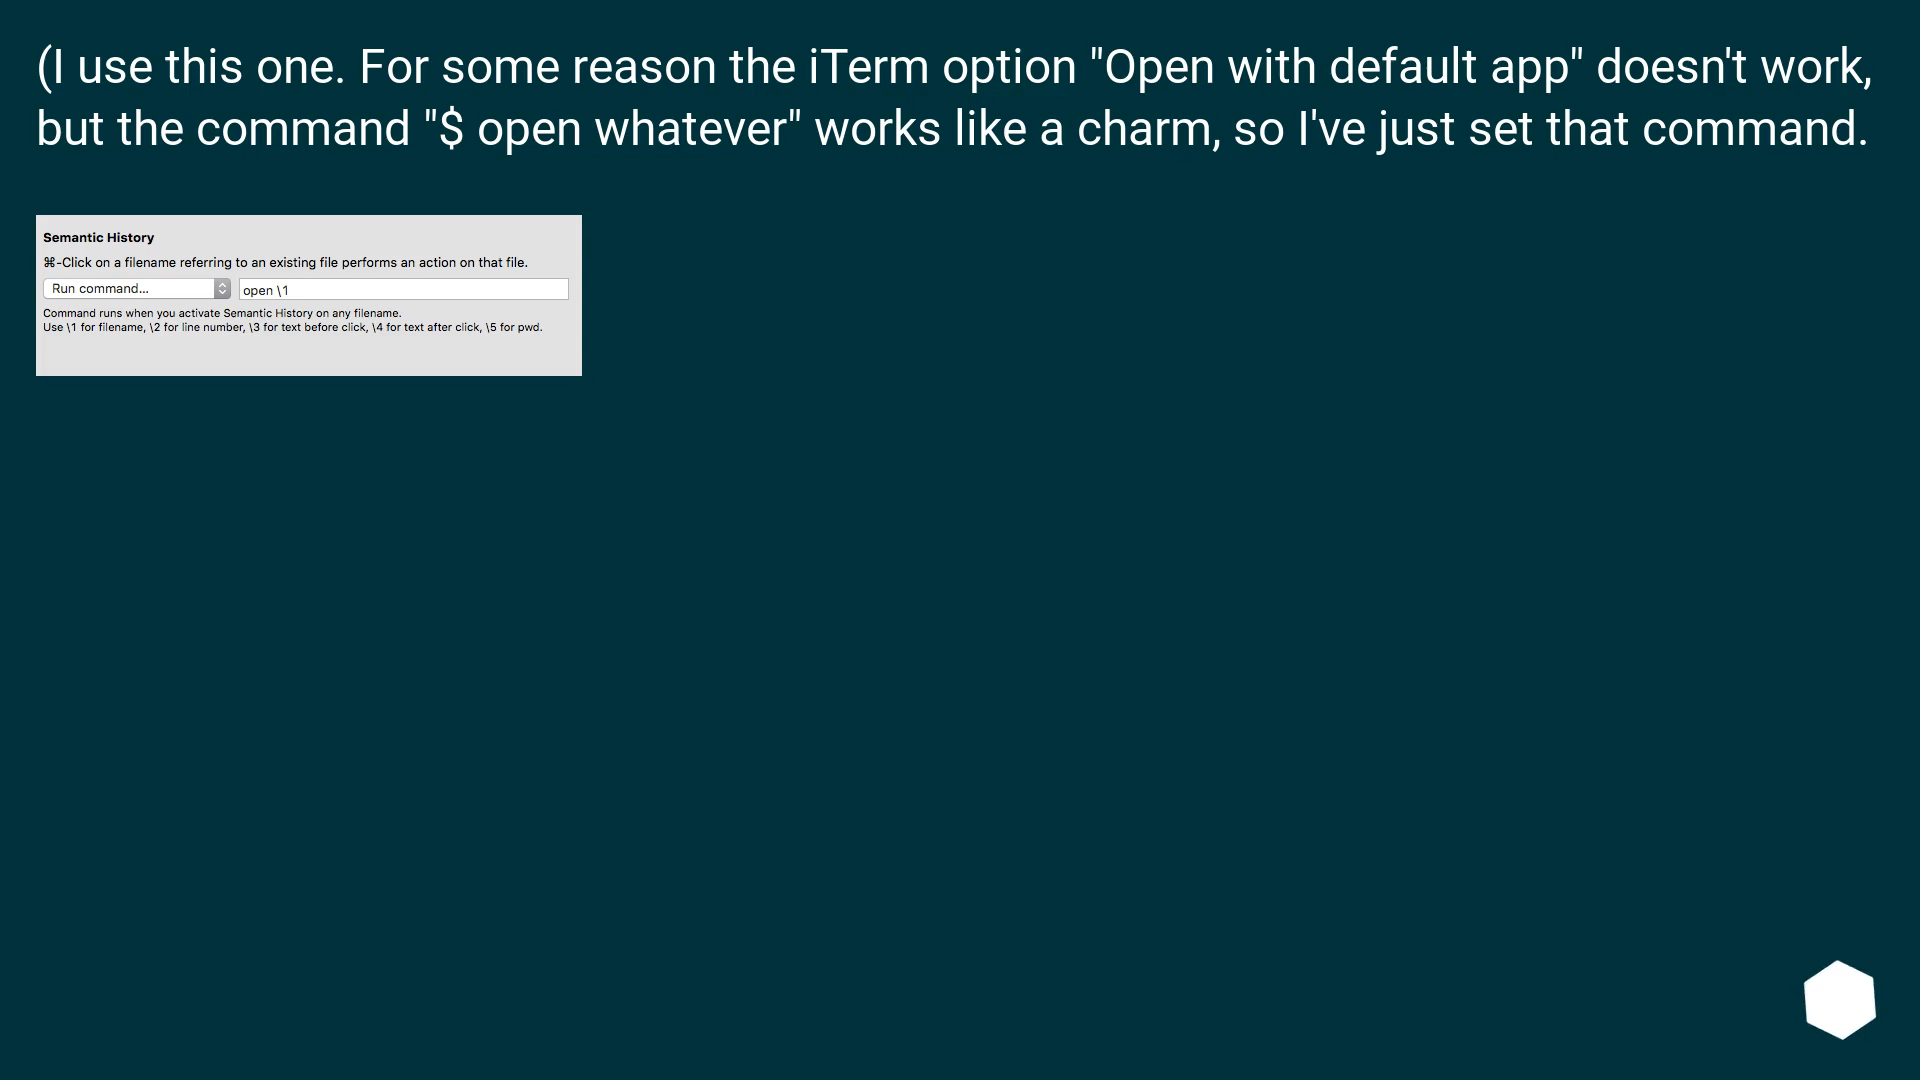 (I use this one. For some reason the iTerm option "Open with default app" doesn't work,
but the command "$ open whatever" works like a charm, so I've just set that command.
Semantic History
⌘-Click on a filename referring to an existing file performs an action on that file.
Run command... open \1
Command runs when you activate Semantic History on any filename.
Use \1 for filename, \2 for line number, \3 for text before click, \4 for text after click, \5 for pwd.